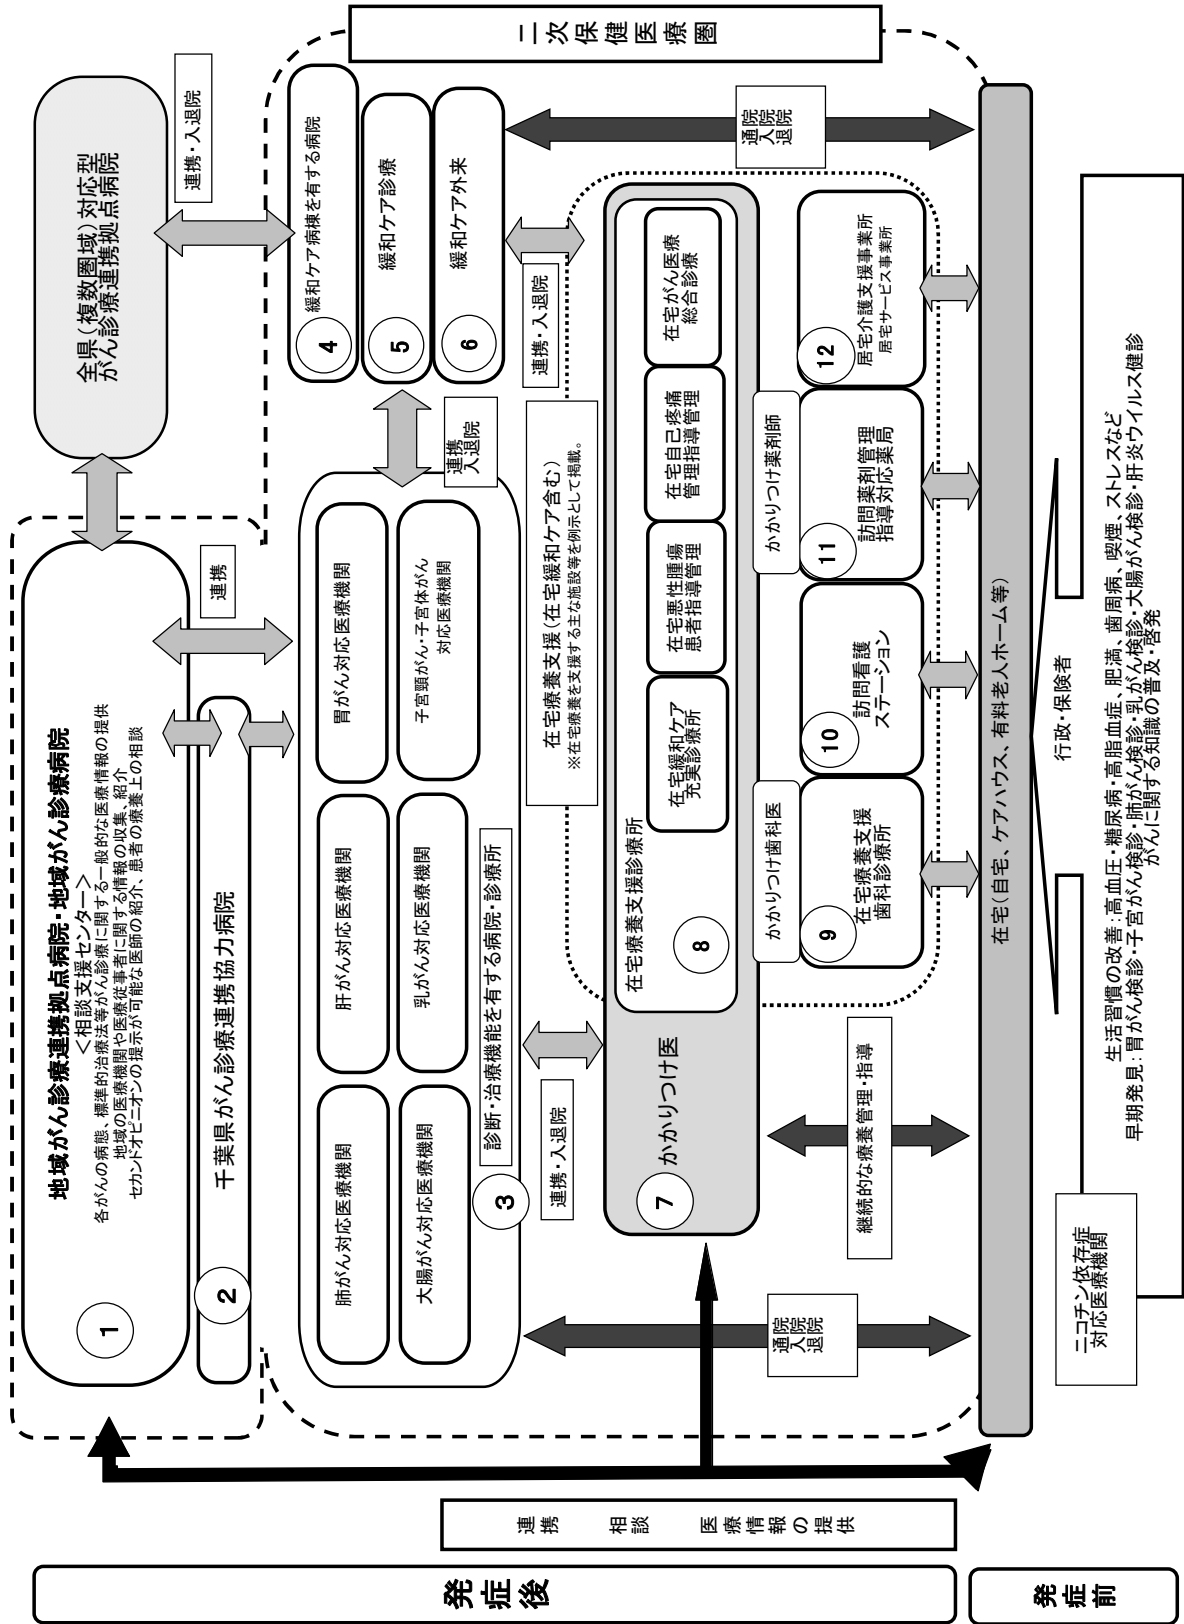 発症後
発症前
連携　相談　医療情報の提供
二次保健医療圏
全県（複数圏域）対応型
がん診療連携拠点病院
連携・入退院
地域がん診療連携拠点病院・地域がん診療病院
＜相談支援センター＞
各がんの病態、標準的治療法等がん診療に関する一般的な医療情報の提供
地域の医療機関や医療従事者に関する情報の収集、紹介
セカンドオピニオンの提示が可能な医師の紹介、患者の療養上の相談
1
2
千葉県がん診療連携協力病院
連携
肺がん対応医療機関
肝がん対応医療機関
胃がん対応医療機関
大腸がん対応医療機関
乳がん対応医療機関
子宮頸がん・子宮体がん
対応医療機関
3
診断・治療機能を有する病院・診療所
連携
入退院
4
緩和ケア病棟を有する病院
5
緩和ケア診療
6
緩和ケア外来
連携・入退院
連携・入退院
在宅療養支援（在宅緩和ケア含む）
※在宅療養を支援する主な施設等を例示として掲載。
7
かかりつけ医
在宅療養支援診療所
8
在宅緩和ケア
充実診療所
在宅悪性腫瘍
患者指導管理
在宅自己疼痛
管理指導管理
在宅がん医療
総合診療
かかりつけ歯科医
かかりつけ薬剤師
9
在宅療養支援
歯科診療所
10
訪問看護
ステーション
11
訪問薬剤管理
指導対応薬局
12
居宅介護支援事業所
居宅サービス事業所
通院
入院
退院
継続的な療養管理・指導
通院
入院
退院
在宅（自宅、ケアハウス、有料老人ホーム等）
行政・保険者
生活習慣の改善：高血圧・糖尿病・高脂血症、肥満、歯周病、喫煙、ストレスなど
早期発見：胃がん検診・子宮がん検診・肺がん検診・乳がん検診・大腸がん検診・肝炎ウイルス健診
がんに関する知識の普及・啓発
ニコチン依存症
対応医療機関